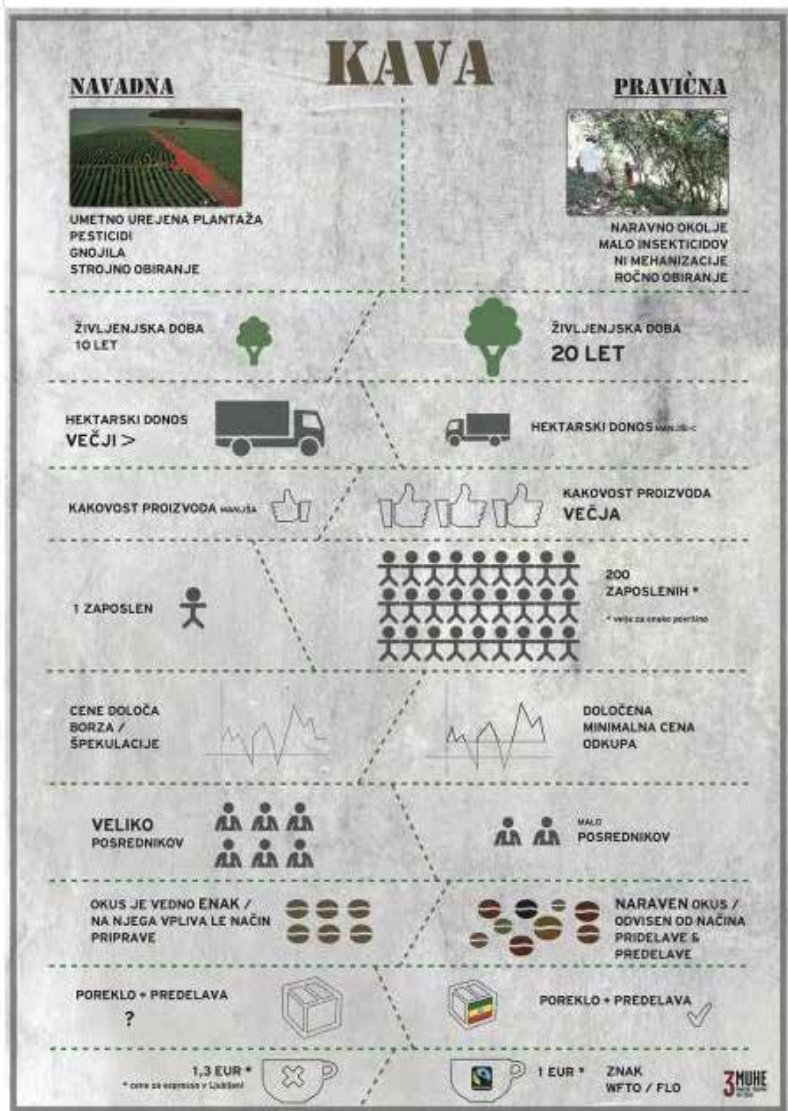 KAVA
NAVADNA
UMETNO UREJENA PLANTAŽA
PESTICIDI
GNOJILA
STROJNO OBIRANJE
PRAVIČNA
NARAVNO OKOLJE
MALO INSEKTICIDOV
NI MEHANIZACIJE
ROČNO OBIRANJE
ŽIVLJENJSKA DOBA
10 LET
ŽIVLJENJSKA DOBA
20 LET
HEKTARSKI DONOS
VEČJI >
HEKTARSKI DONOS MANJŠI <
KAKOVOST PROIZVODA MANJŠA
KAKOVOST PROIZVODA
VEČJA
1 ZAPOSLEN
200
ZAPOSLENIH *
* velja za enako površino
CENE DOLOČA
BORZA /
ŠPEKULACIJE
DOLOČENA
MINIMALNA CENA
ODKUPA
VELIKO
POSREDNIKOV
MALO
POSREDNIKOV
OKUS JE VEDNO ENAK /
NA NJEGA VPLIVA LE NAČIN
PRIPRAVE
NARAVEN OKUS /
ODVISEN OD NAČINA
PRIDELAVE &
PREDELAVE
POREKLO + PREDELAVA
?
POREKLO + PREDELAVA
1,3 EUR *
* cena za espresso v Ljubljani
1 EUR *
ZNAK
WFTO / FLO
3MUHE